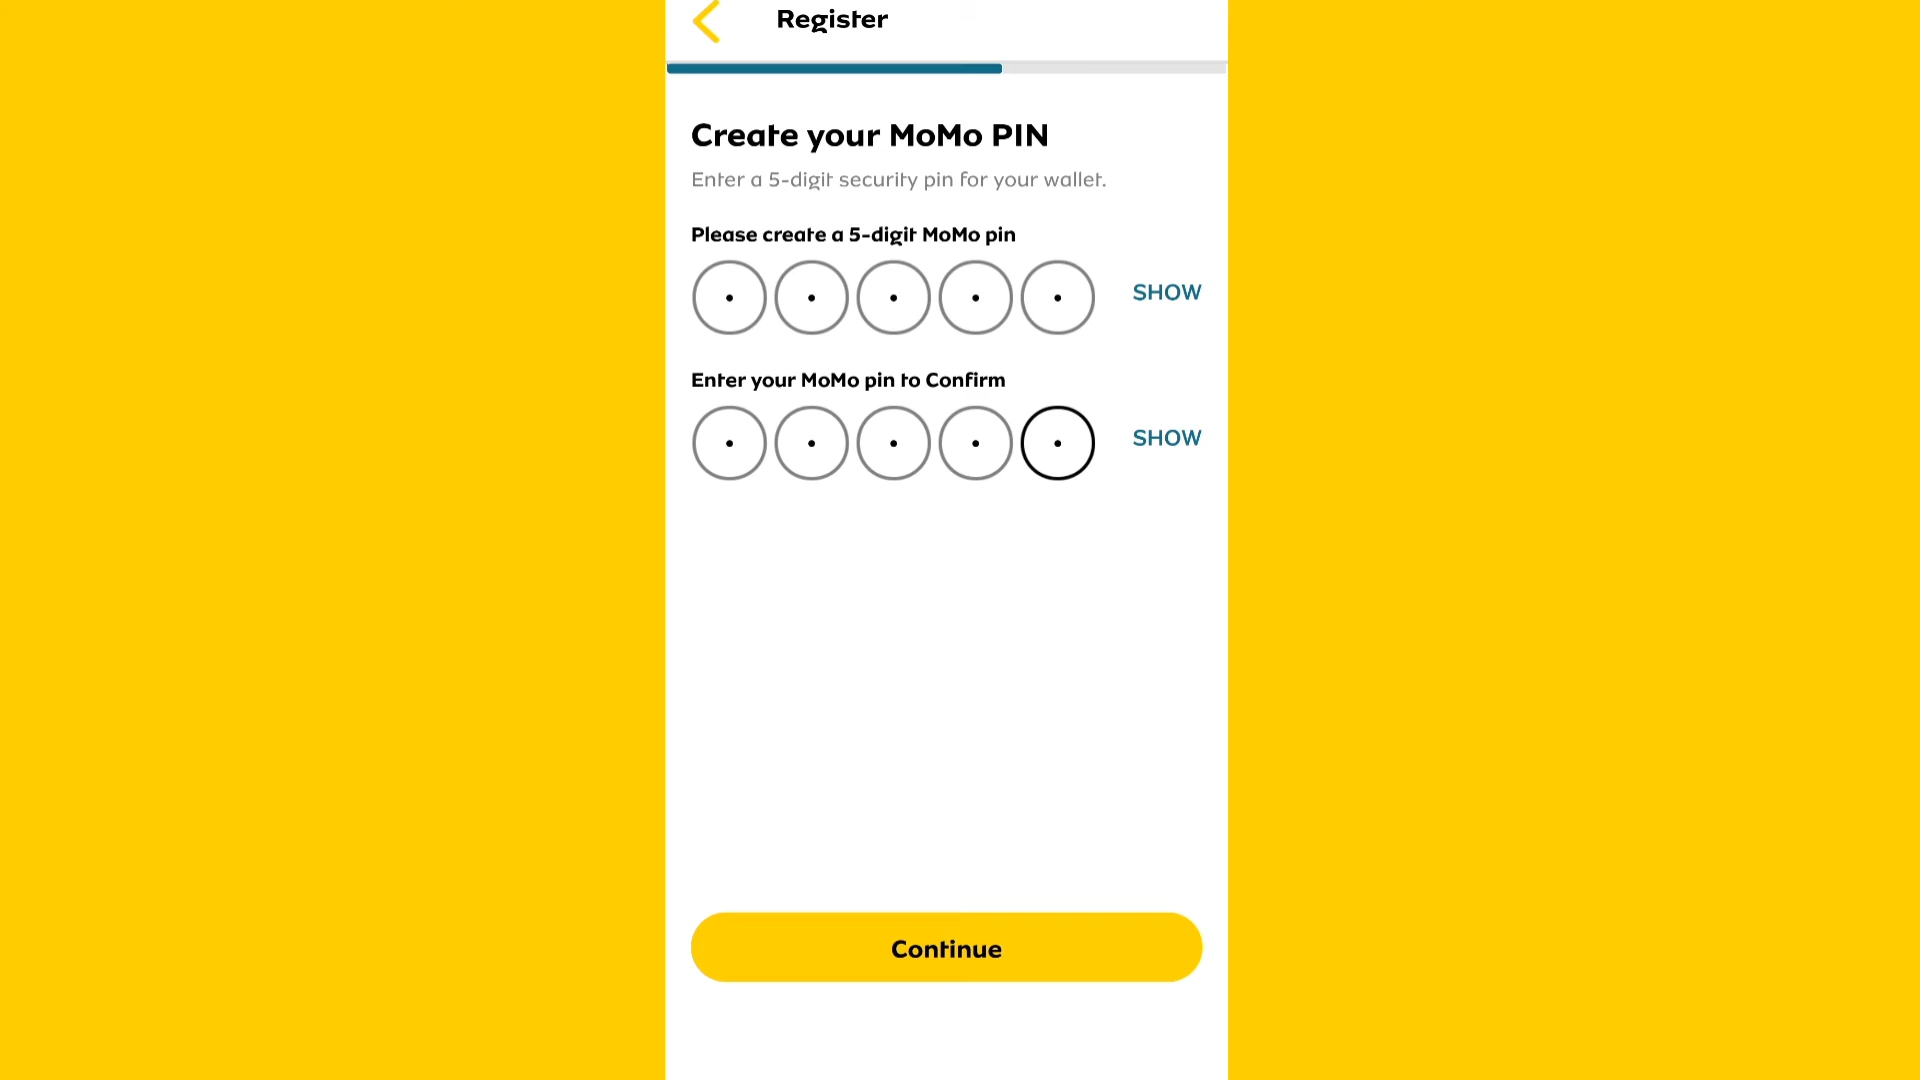 Register
Create your MoMo PIN
Enter a 5-digit security pin for your wallet.
Please create a 5-digit MoMo pin
SHOW
Enter your MoMo pin to Confirm
SHOW
Continue